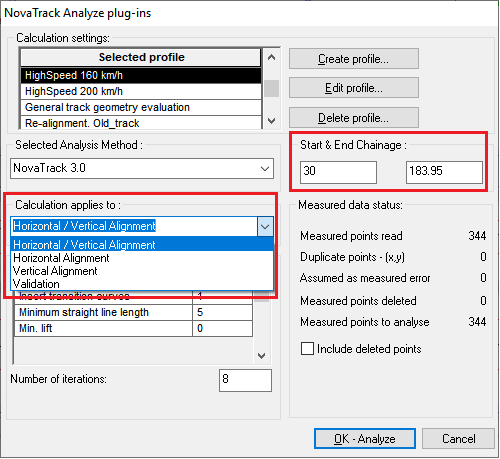 NovaTrack Analyze plug-ins
Calculation settings:
Selected profile
HighSpeed 160 km/h
HighSpeed 200 km/h
General track geometry evaluation
Re-alignment. Old_track
Create profile...
Edit profile...
Delete profile...
Selected Analysis Method :
NovaTrack 3.0
Start & End Chainage :
30 183.95
Calculation applies to :
Horizontal / Vertical Alignment
Horizontal / Vertical Alignment
Horizontal Alignment
Vertical Alignment
Validation
Insert transition curves 1
Minimum straight line length 5
Min. lift 0
Number of iterations: 8
Measured data status:
Measured points read 344
Duplicate points - (x,y) 0
Assumed as measured error 0
Measured points deleted 0
Measured points to analyse 344
Include deleted points
OK - Analyze Cancel